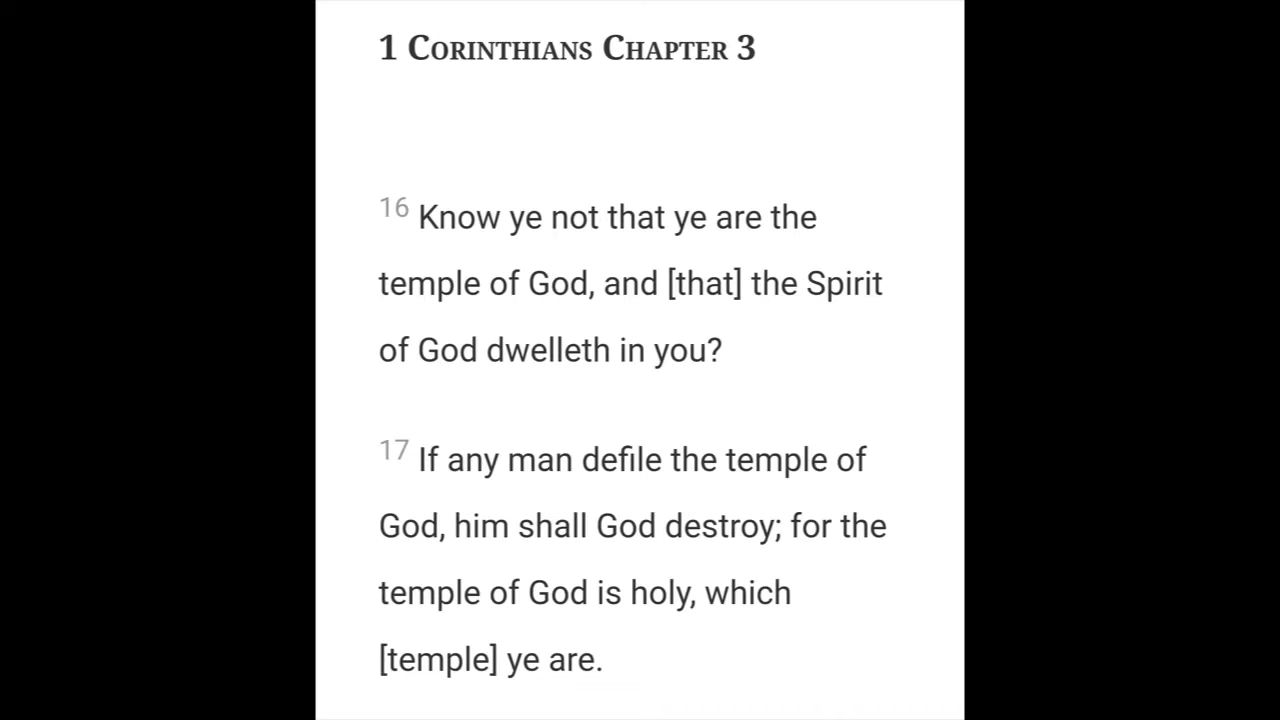 1 Corinthians Chapter 3
16 Know ye not that ye are the
temple of God, and [that] the Spirit
of God dwelleth in you?
17 If any man defile the temple of
God, him shall God destroy; for the
temple of God is holy, which
[temple] ye are.